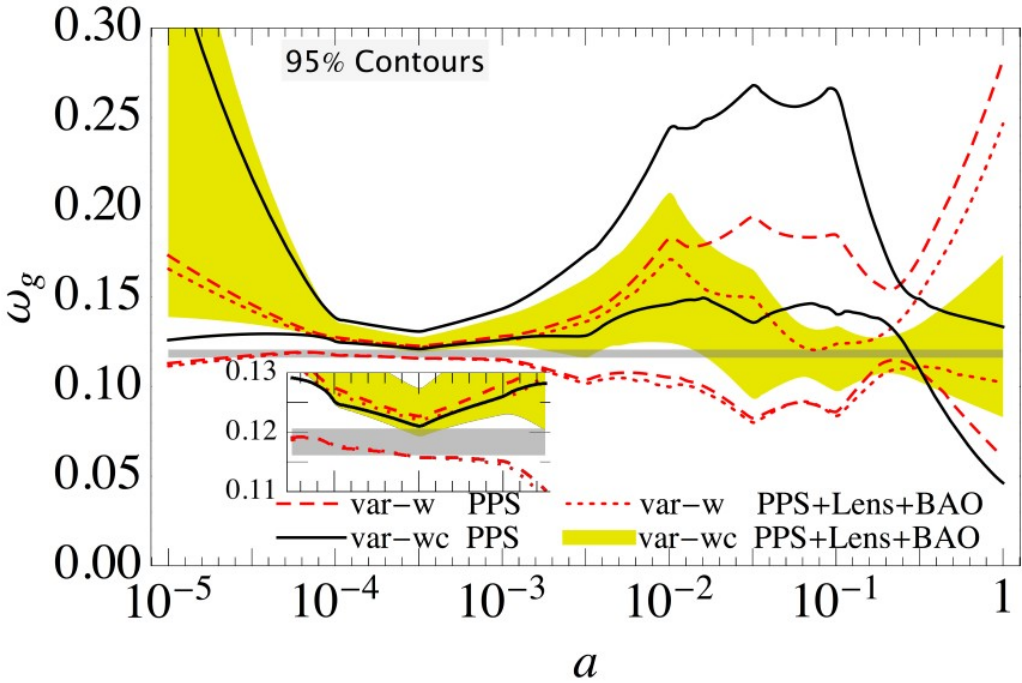 0.30
95% Contours
0.25
0.20
0.15
ω_g
0.10
0.13
0.12
0.11
0.05
var-w PPS var-w PPS+Lens+BAO
var-wc PPS var-wc PPS+Lens+BAO
0.00
10⁻⁵ 10⁻⁴ 10⁻³ 10⁻² 10⁻¹ 1
a